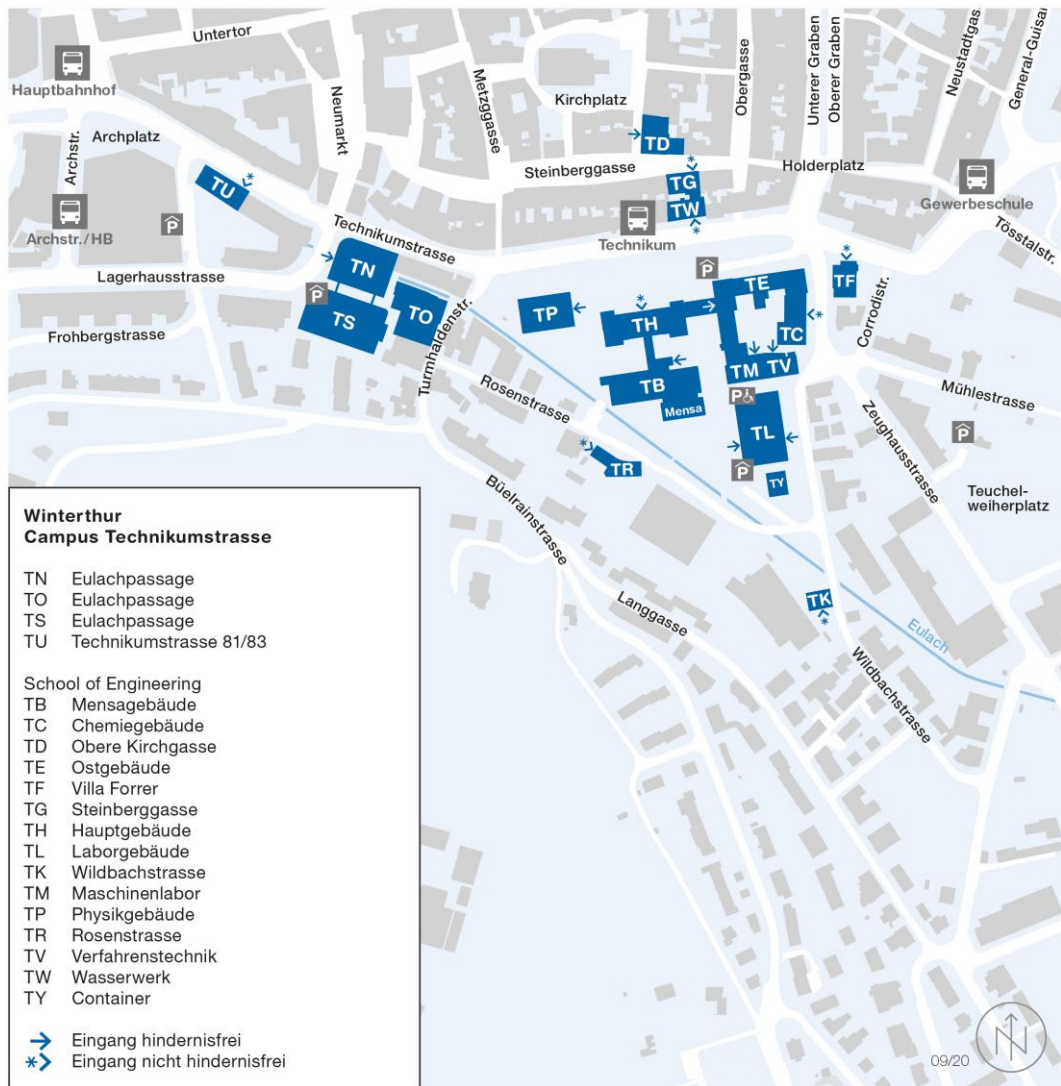 Untertor
Hauptbahnhof
Archstr.
Archplatz
Neumarkt
Metzggasse
Kirchplatz
Obergasse
Unterer Graben
Oberer Graben
Neustadtgas
General-Guisan
TD
Steinberggasse
Holderplatz
TU
TG
TW
Technikum
Gewerbeschule
Archstr./HB
P
Technikumstrasse
Tösstalstr.
Lagerhausstrasse
TN
P
TE
TF
P
TS
TO
TP
TH
TC
Corrodistr.
Frohbergstrasse
Turmhaldenstr.
Rosenstrasse
TB
Mensa
TM
TV
P
Mühlestrasse
TL
Zeughausstrasse
P
TR
P
TY
Teuchel-
weiherplatz
Büelrainstrasse
Langgasse
TK
Eulach
Wildbachstrasse
Winterthur
Campus Technikumstrasse
TN Eulachpassage
TO Eulachpassage
TS Eulachpassage
TU Technikumstrasse 81/83
School of Engineering
TB Mensagebäude
TC Chemiegebäude
TD Obere Kirchgasse
TE Ostgebäude
TF Villa Forrer
TG Steinberggasse
TH Hauptgebäude
TL Laborgebäude
TK Wildbachstrasse
TM Maschinenlabor
TP Physikgebäude
TR Rosenstrasse
TV Verfahrenstechnik
TW Wasserwerk
TY Container
Eingang hindernisfrei
* Eingang nicht hindernisfrei
09/20
N